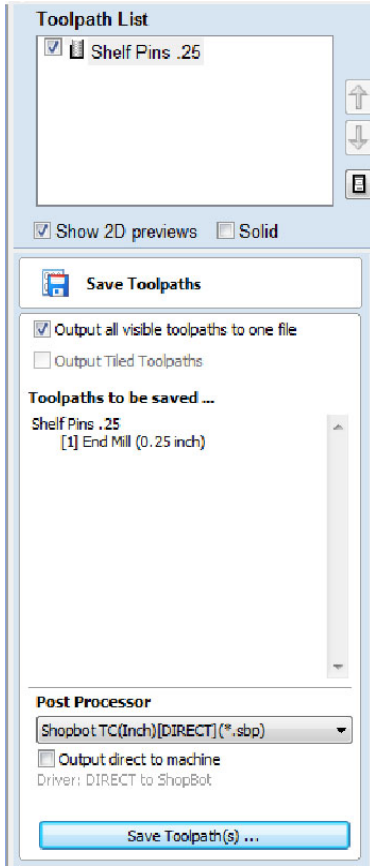 Toolpath List
Shelf Pins .25
Show 2D previews Solid
Save Toolpaths
Output all visible toolpaths to one file
Output Tiled Toolpaths
Toolpaths to be saved ...
Shelf Pins .25
[1] End Mill (0.25 inch)
Post Processor
Shopbot TC(Inch)[DIRECT](*.sbp)
Output direct to machine
Driver: DIRECT to ShopBot
Save Toolpath(s) ...